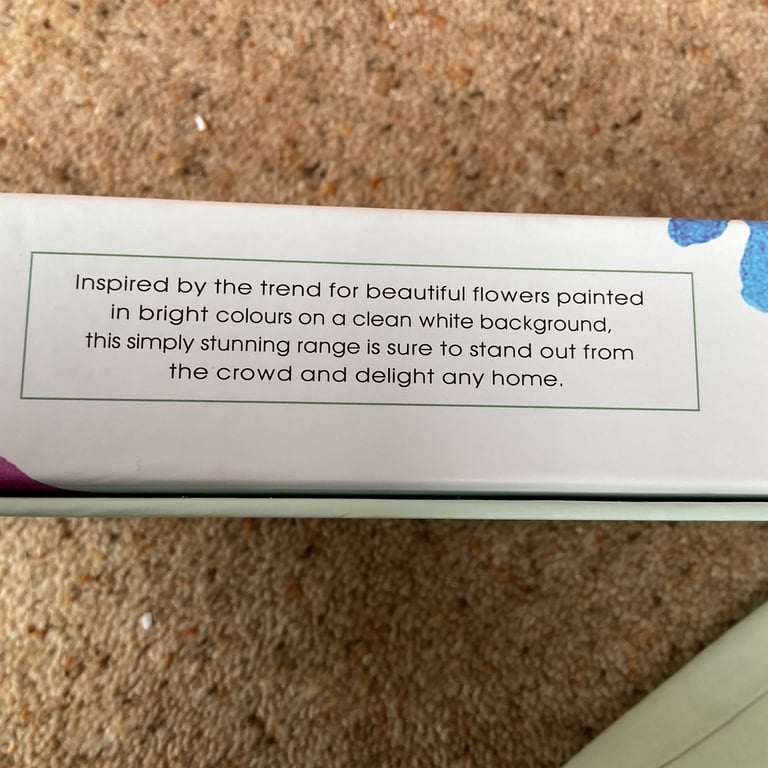 Inspired by the trend for beautiful flowers painted
in bright colours on a clean white background,
this simply stunning range is sure to stand out from
the crowd and delight any home.